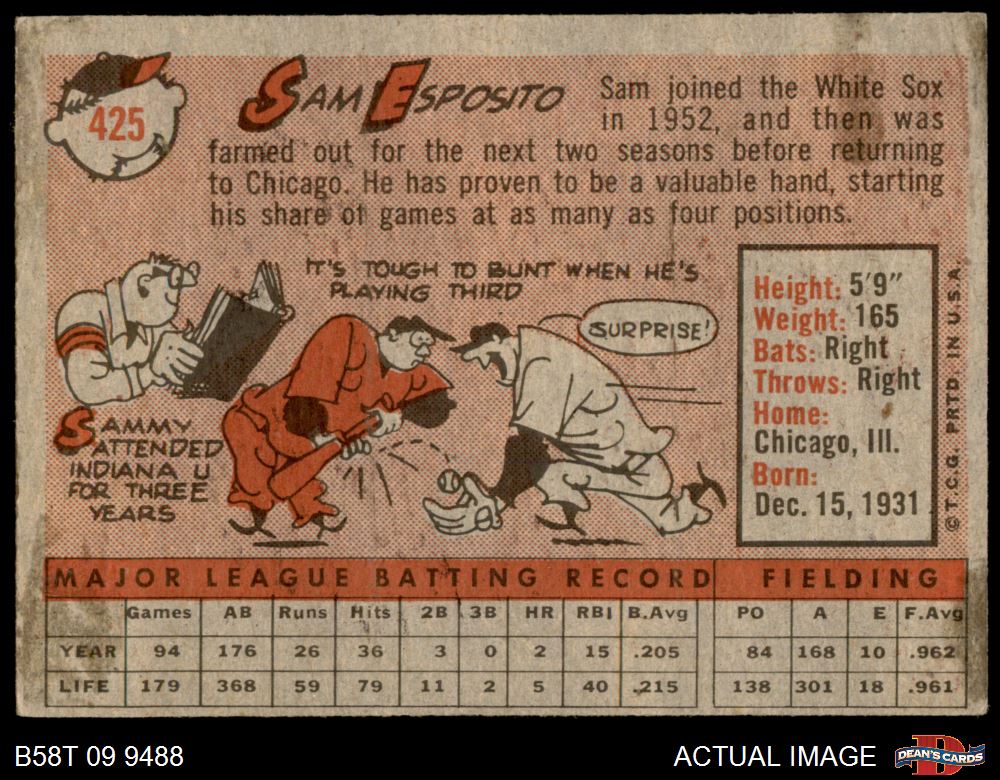 425
SAM ESPOSITO
Sam joined the White Sox
in 1952, and then was
farmed out for the next two seasons before returning
to Chicago. He has proven to be a valuable hand, starting
his share of games at as many as four positions.
IT'S TOUGH TO BUNT WHEN HE'S
PLAYING THIRD
SURPRISE!
SAMMY
ATTENDED
INDIANA U
FOR THREE
YEARS
Height: 5'9"
Weight: 165
Bats: Right
Throws: Right
Home:
Chicago, Ill.
Born:
Dec. 15, 1931
© T.C.G. PRTD. IN U.S.A.
MAJOR LEAGUE BATTING RECORD FIELDING
Games AB Runs Hits 2B 3B HR RBI B.Avg PO A E F.Avg
YEAR 94 176 26 36 3 0 2 15 .205 84 168 10 .962
LIFE 179 368 59 79 11 2 5 40 .215 138 301 18 .961
B58T 09 9488
ACTUAL IMAGE
D
DEAN'S CARDS